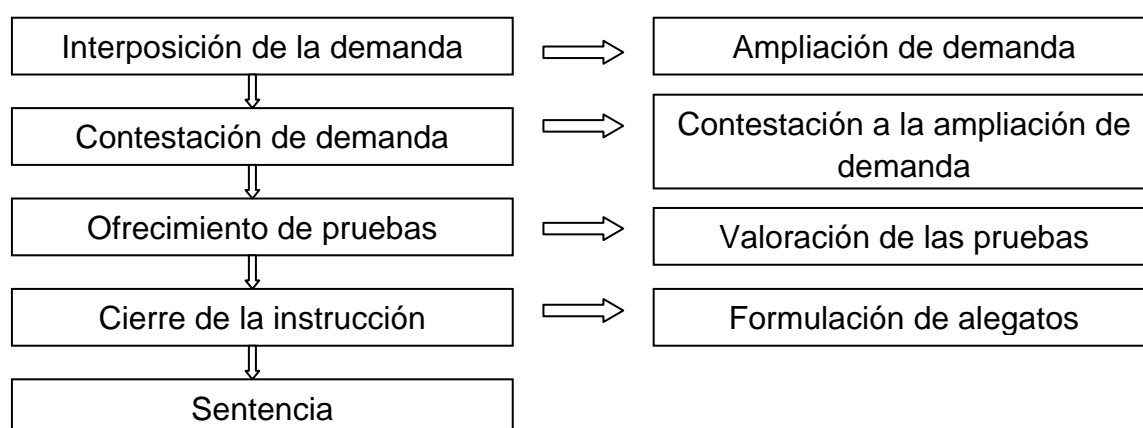 Interposición de la demanda
Ampliación de demanda
Contestación de demanda
Contestación a la ampliación de
demanda
Ofrecimiento de pruebas
Valoración de las pruebas
Cierre de la instrucción
Formulación de alegatos
Sentencia